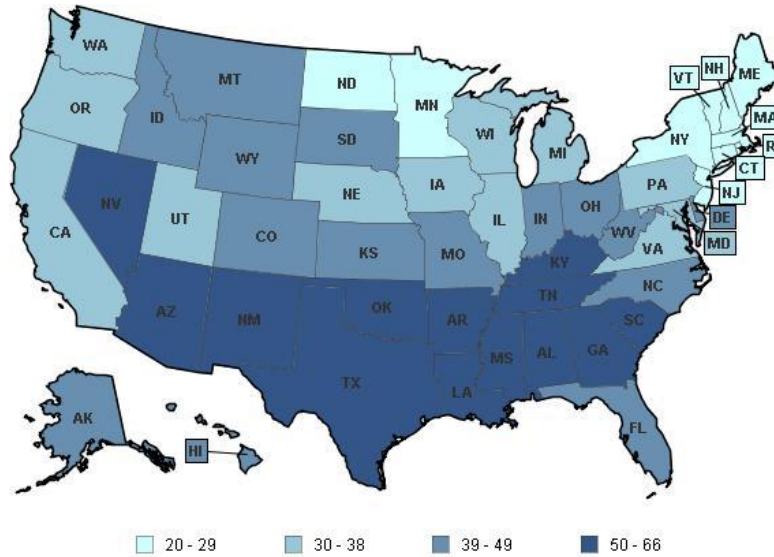 WA
MT
ND
MN
VT
NH
ME
OR
ID
SD
WI
NY
MA
R
WY
MI
CT
NE
IA
PA
NJ
NV
UT
IL
IN
OH
DE
CA
CO
WV
MD
KS
MO
VA
KY
NC
TN
AZ
NM
OK
AR
SC
MS
AL
GA
TX
LA
AK
HI
FL
20 - 29
30 - 38
39 - 49
50 - 66